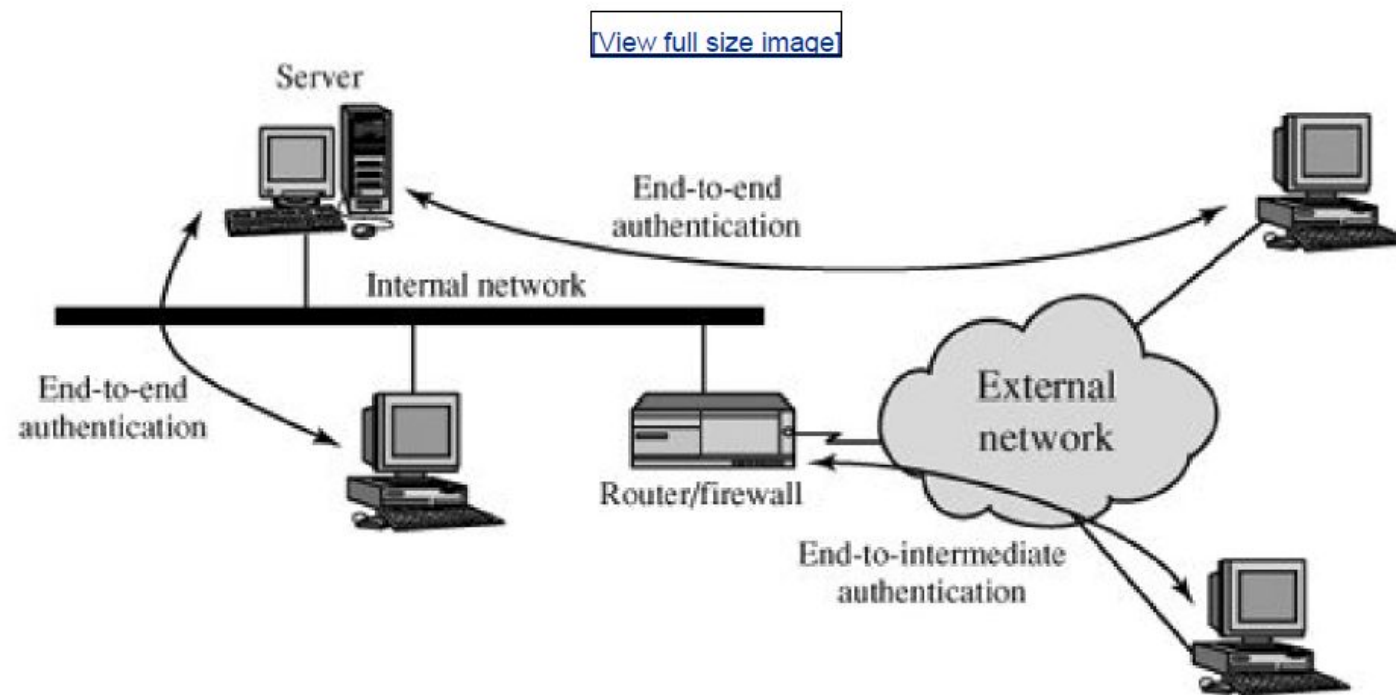 [View full size image]
Server
End-to-end
authentication
Internal network
End-to-end
authentication
External
network
Router/firewall
End-to-intermediate
authentication